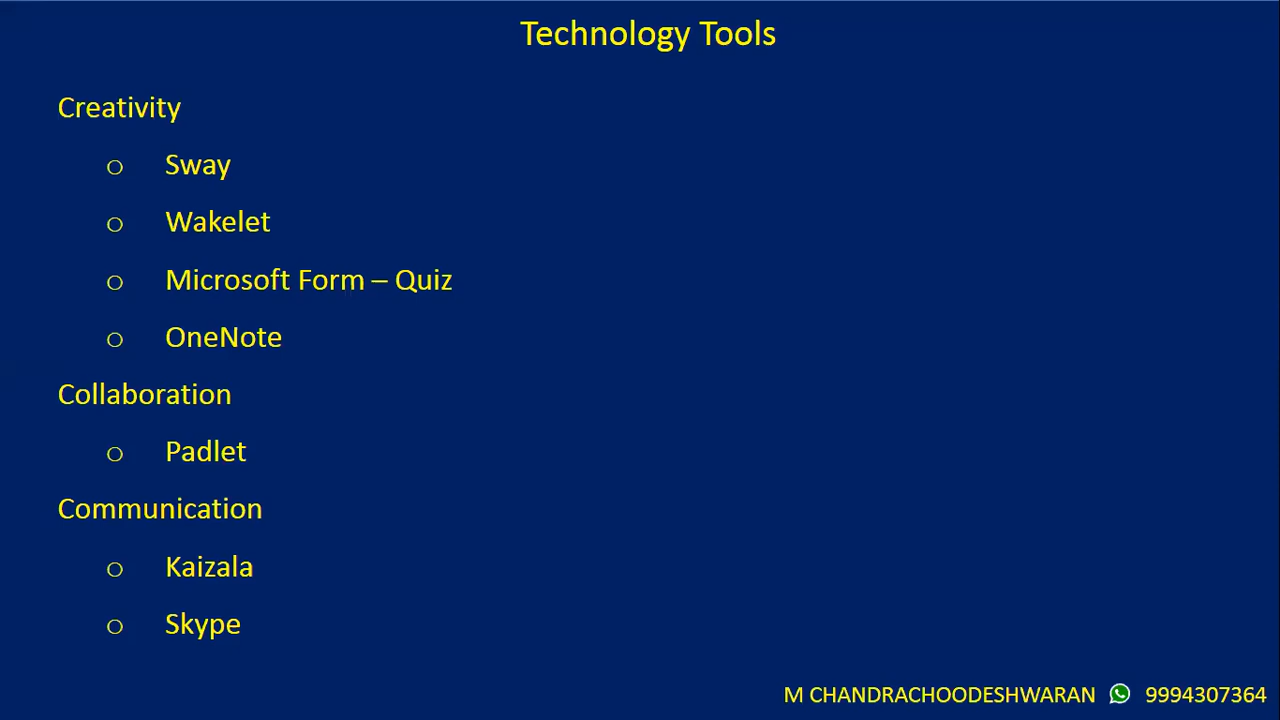 Technology Tools
Creativity
o Sway
o Wakelet
o Microsoft Form – Quiz
o OneNote
Collaboration
o Padlet
Communication
o Kaizala
o Skype
M CHANDRACHOODESHWARAN 9994307364